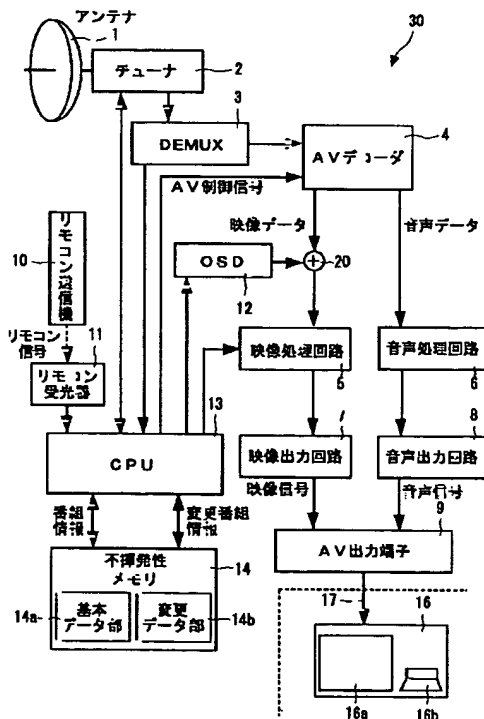 アンテナ
1
30
チューナ
2
3
DEMUX
4
AVデコーダ
AV制御信号
映像データ
音声データ
リモコン送信機
10
OSD
12
20
リモコン
信号
11
リモコン
受光器
映像処理回路
5
音声処理回路
6
13
CPU
映像出力回路
7
音声出力回路
8
映像信号
音声信号
番組
情報
変更番組
情報
9
AV出力端子
不揮発性
メモリ
14
14a
基本
データ部
変更
データ部
14b
17
16
16a
16b